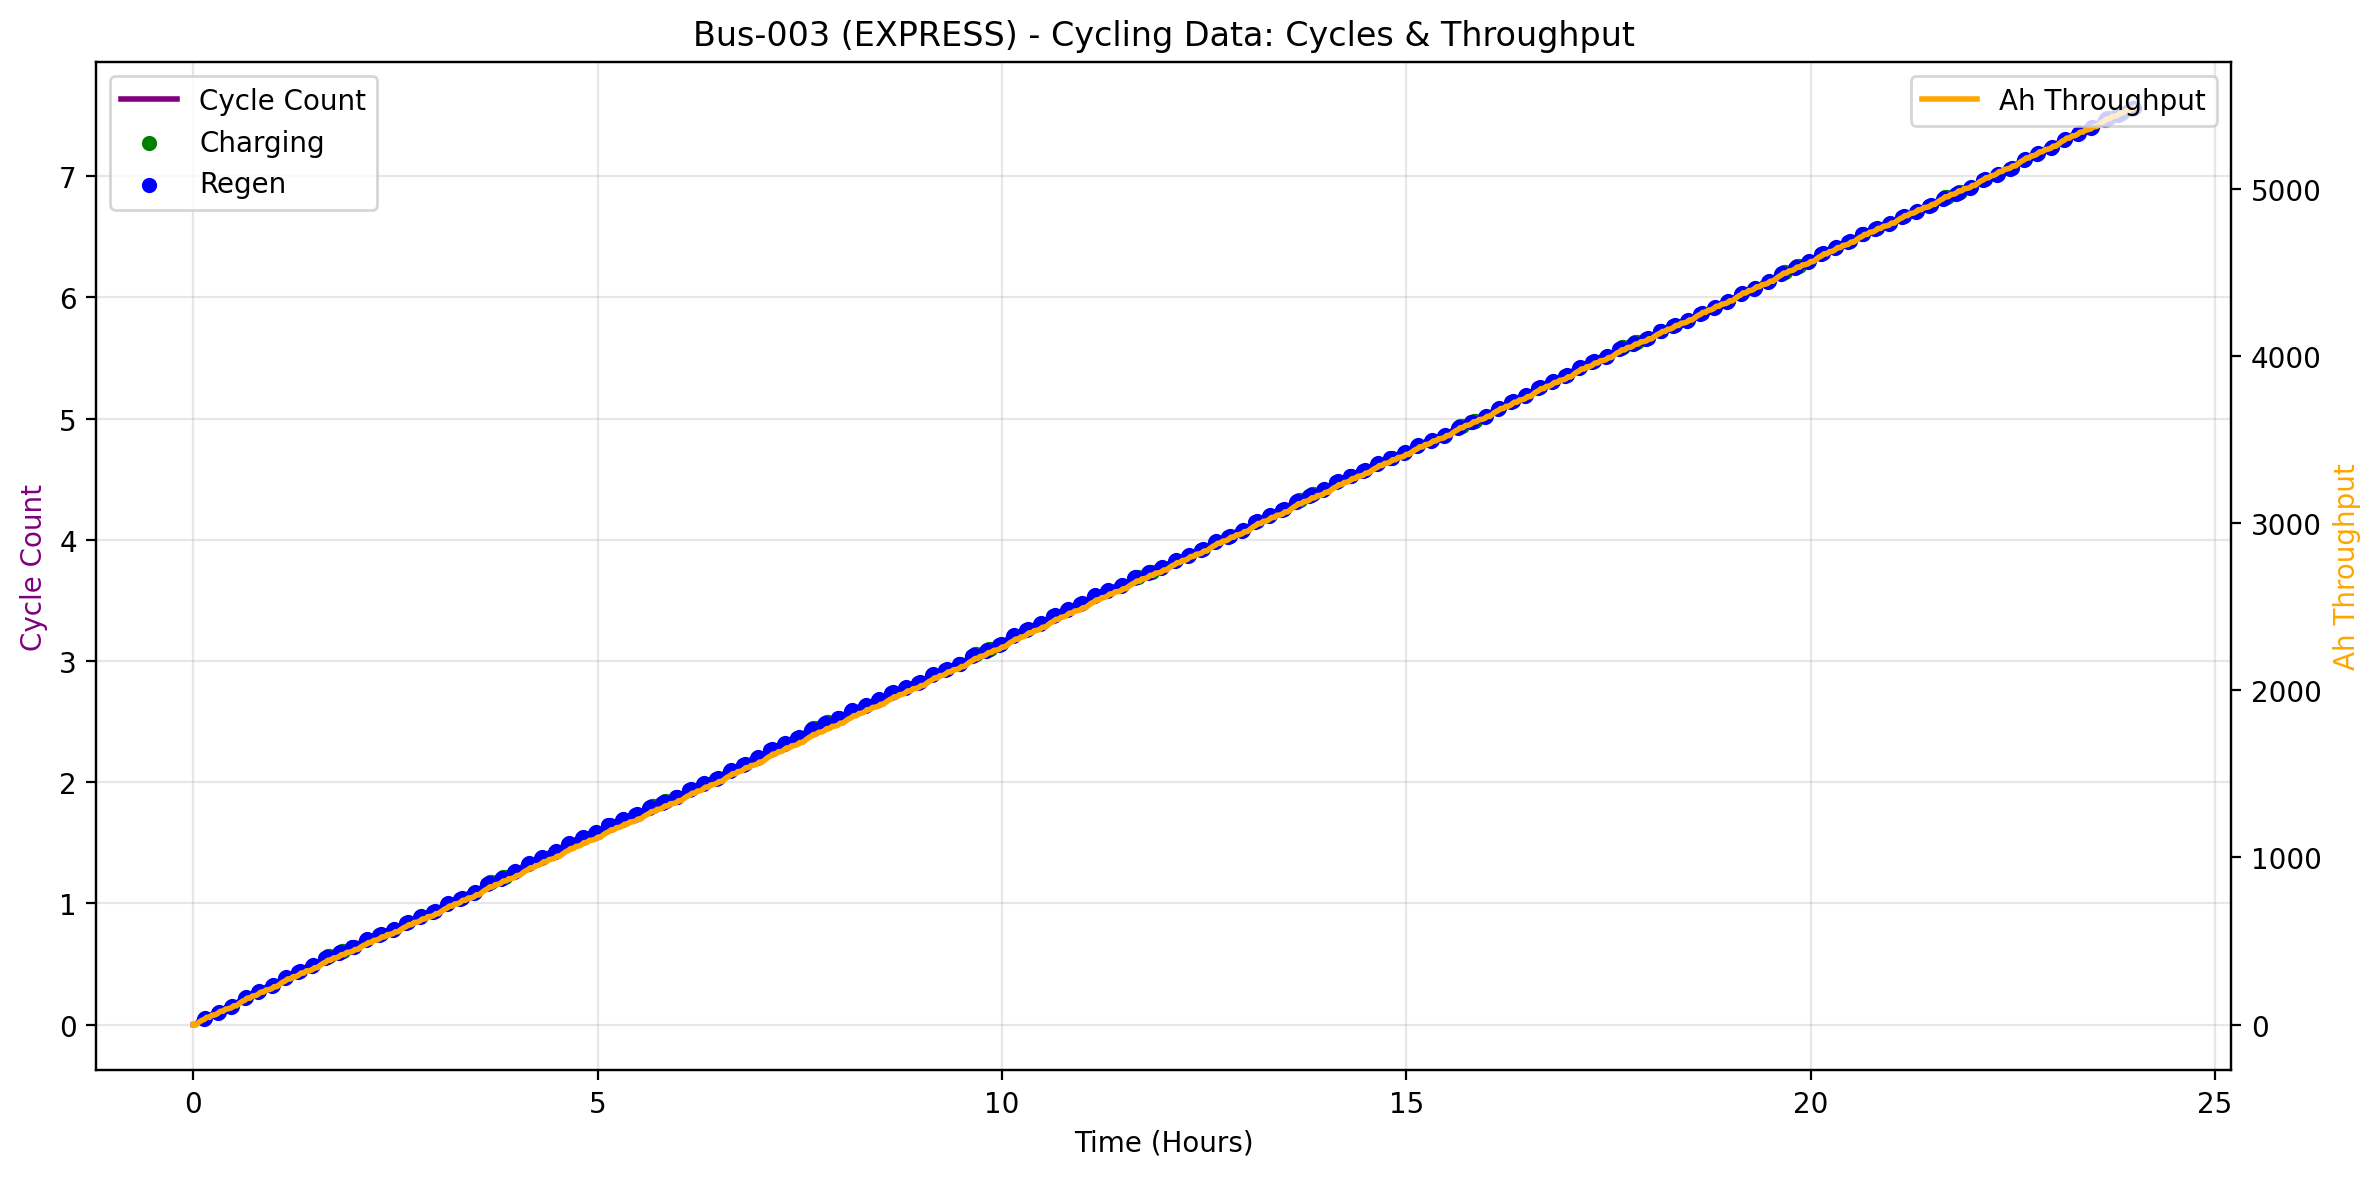 Bus-003 (EXPRESS) - Cycling Data: Cycles & Throughput
Cycle Count
Charging
Regen
Ah Throughput
7
6
5
4
3
2
1
0
Cycle Count
5000
4000
3000
2000
1000
0
Ah Throughput
0
5
10
15
20
25
Time (Hours)